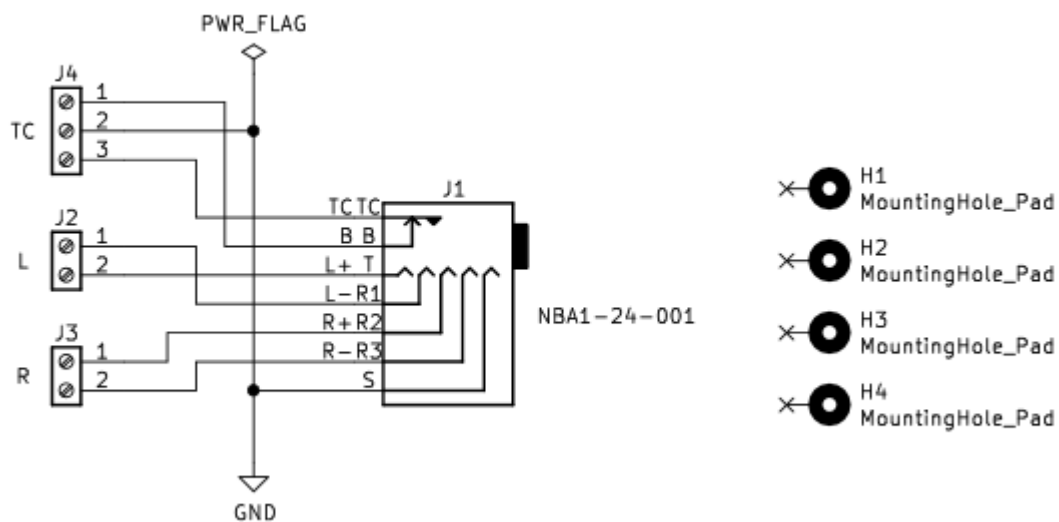 PWR_FLAG
J4
1
TC 2
3
J1
TC TC
J2
B B
1
L 2
L+ T
L- R1
R+ R2
J3
R- R3
1
R 2
S
NBA1-24-001
GND
H1
MountingHole_Pad
H2
MountingHole_Pad
H3
MountingHole_Pad
H4
MountingHole_Pad